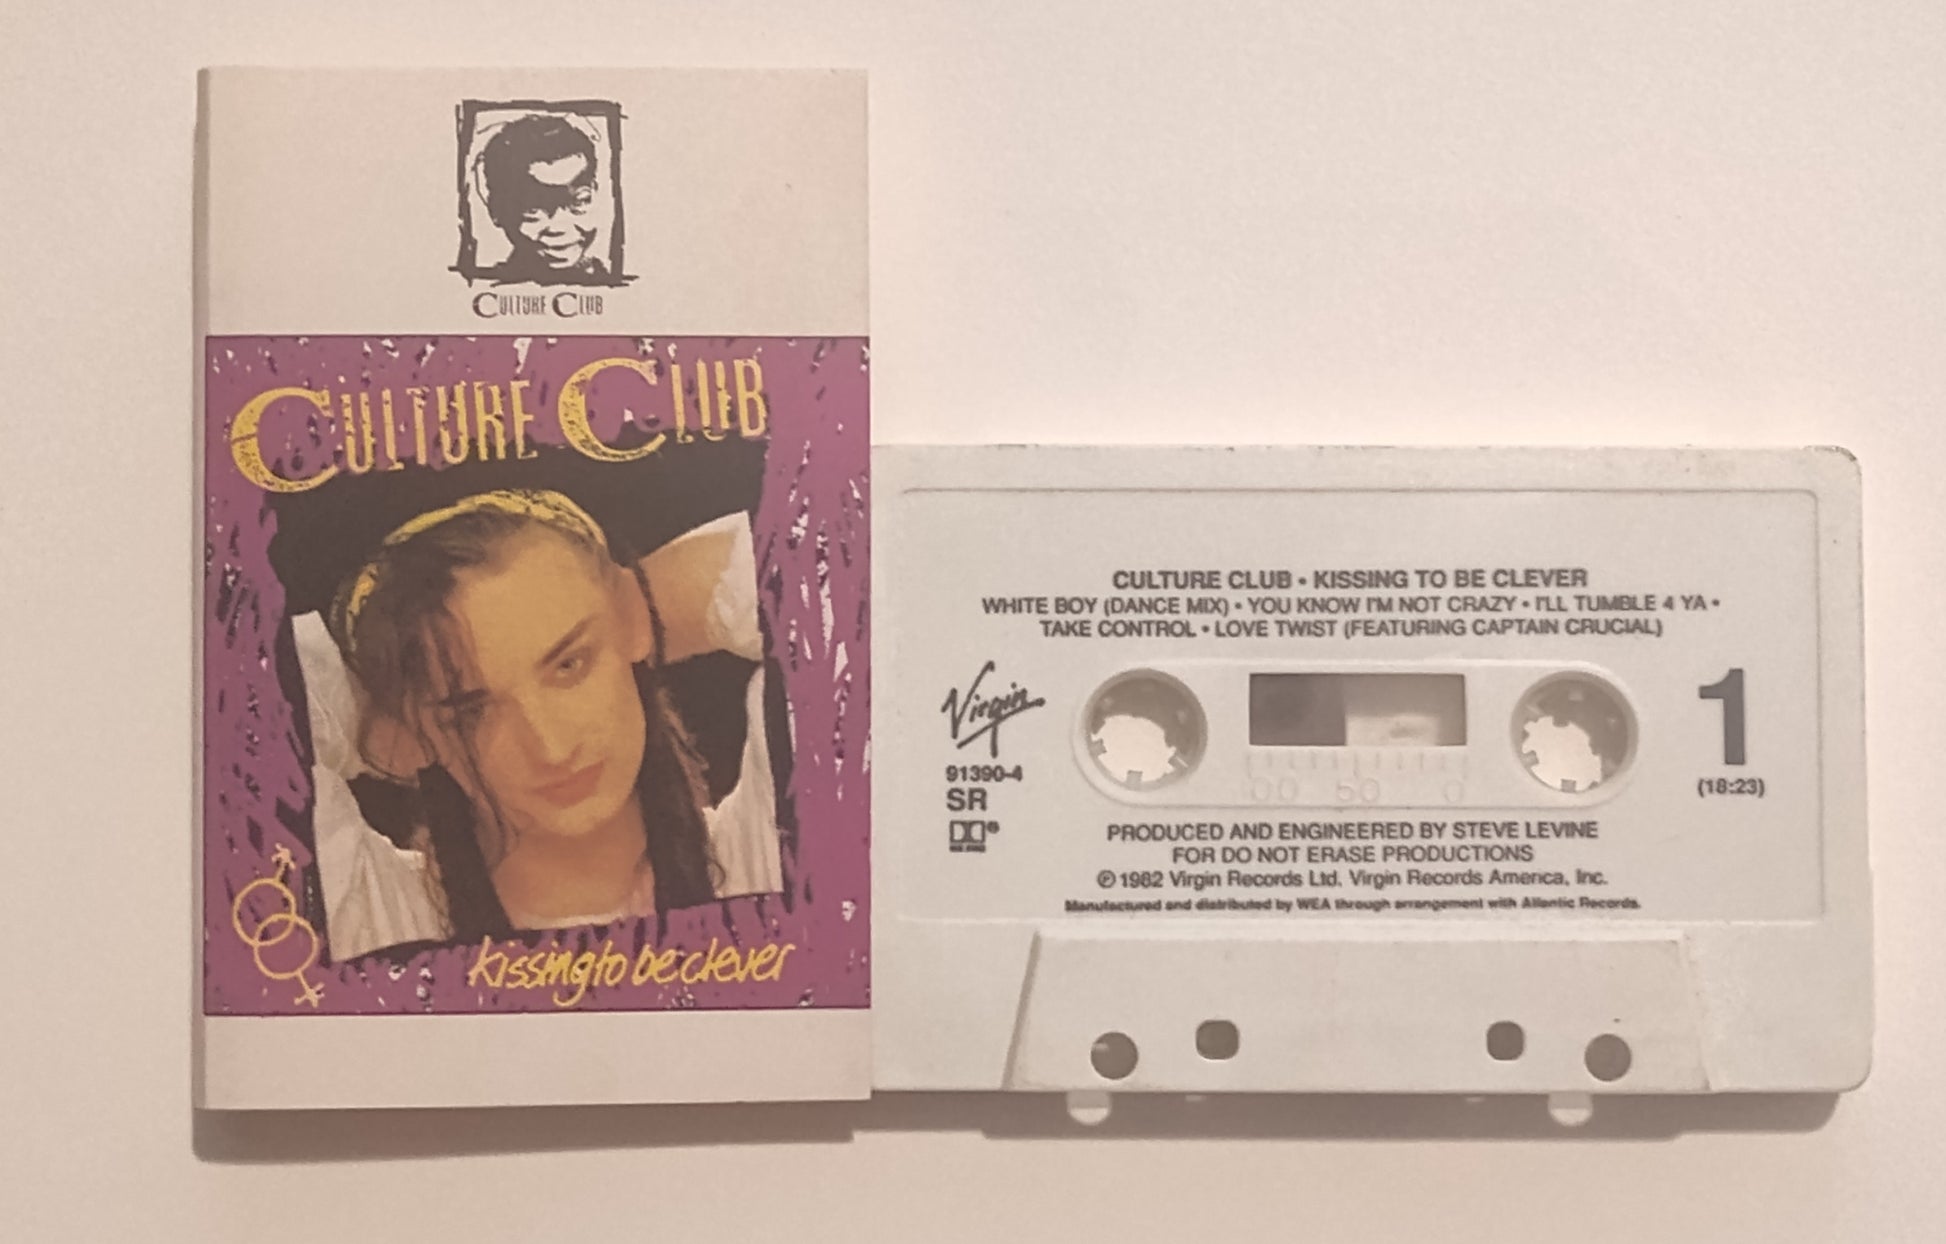 CULTURE CLUB
CULTURE CLUB
kissing to be clever
CULTURE CLUB • KISSING TO BE CLEVER
WHITE BOY (DANCE MIX) • YOU KNOW I'M NOT CRAZY • I'LL TUMBLE 4 YA •
TAKE CONTROL • LOVE TWIST (FEATURING CAPTAIN CRUCIAL)
Virgin
91390-4
SR
1
(18:23)
00 50 0
PRODUCED AND ENGINEERED BY STEVE LEVINE
FOR DO NOT ERASE PRODUCTIONS
℗ 1982 Virgin Records Ltd. Virgin Records America, Inc.
Manufactured and distributed by WEA through arrangement with Atlantic Records.